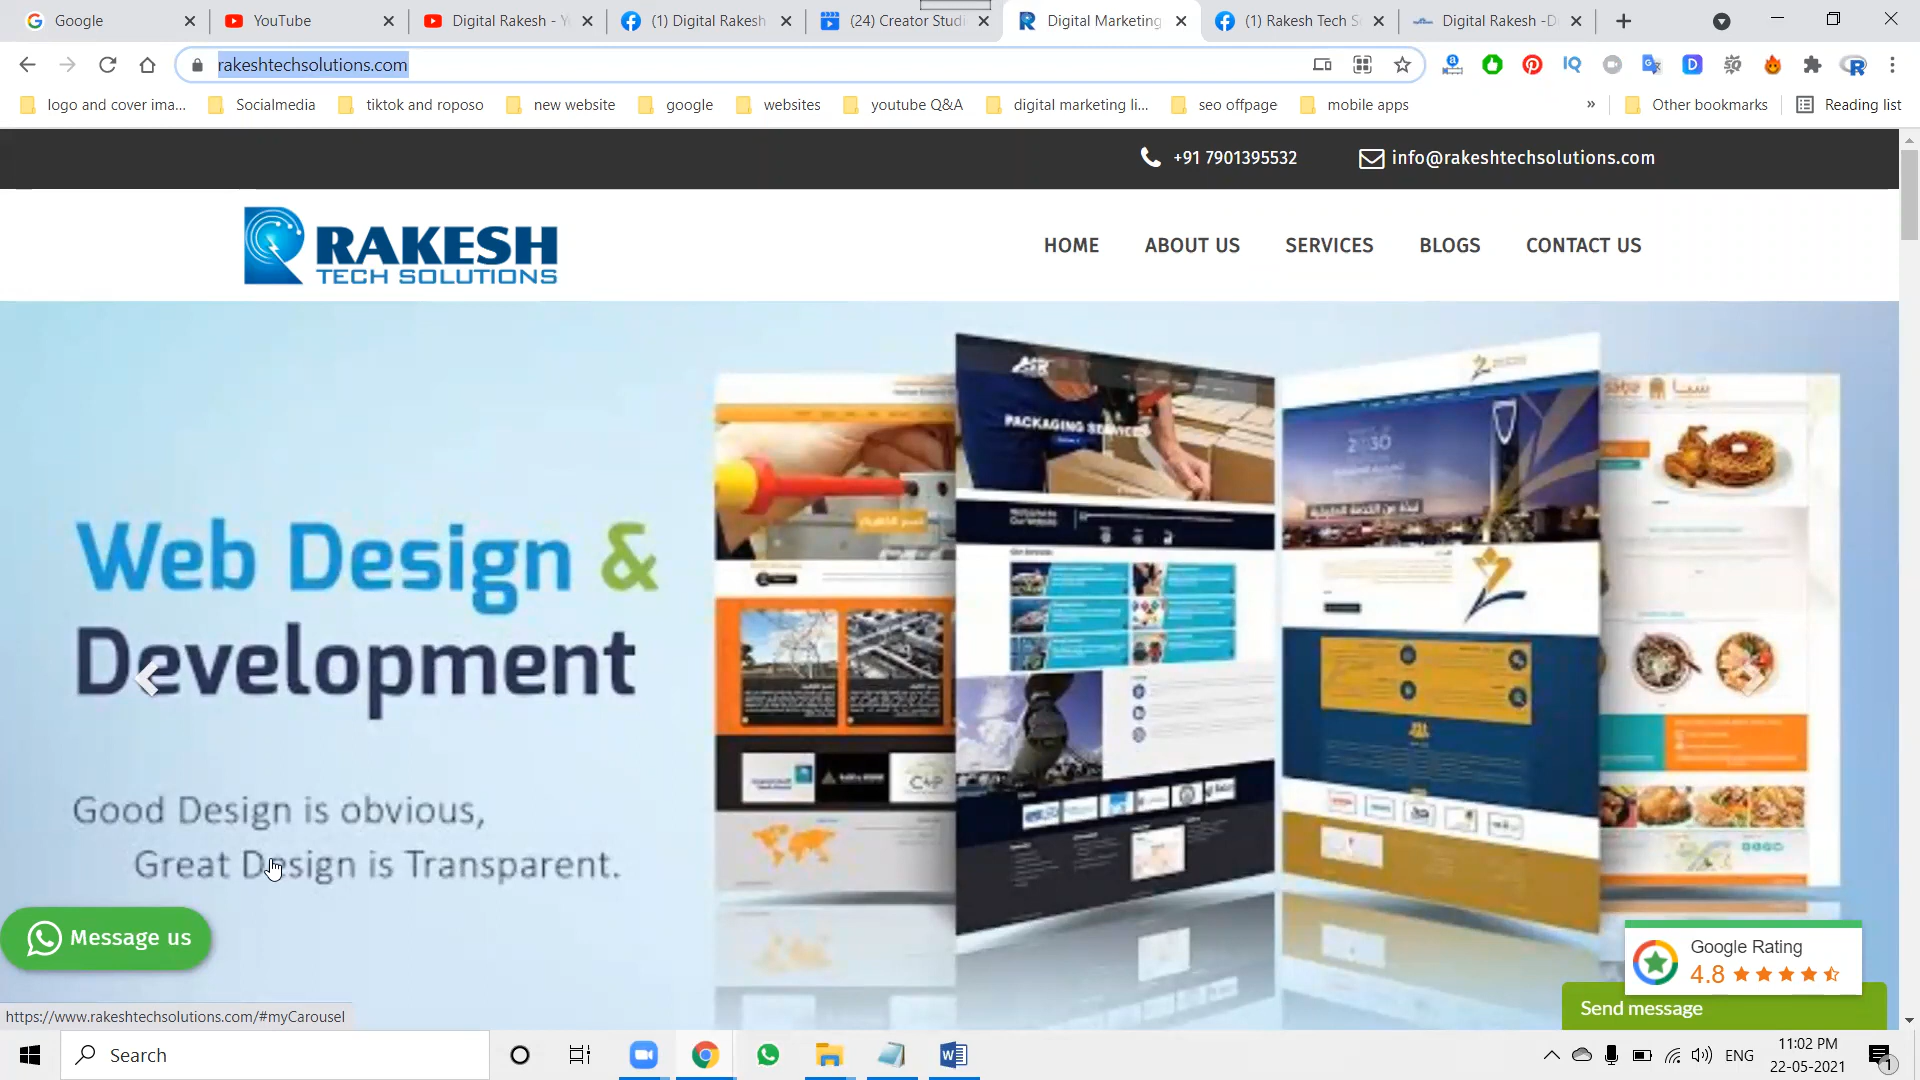 Google
YouTube
Digital Rakesh - Y
(1) Digital Rakesh
(24) Creator Studi
Digital Marketing
(1) Rakesh Tech S
Digital Rakesh -D
rakeshtechsolutions.com
logo and cover ima...
Socialmedia
tiktok and roposo
new website
google
websites
youtube Q&A
digital marketing li...
seo offpage
mobile apps
»
Other bookmarks
Reading list
+91 7901395532
info@rakeshtechsolutions.com
RAKESH
TECH SOLUTIONS
HOME
ABOUT US
SERVICES
BLOGS
CONTACT US
PACKAGING SERVICES
Web Design &
Development
Good Design is obvious,
Great Design is Transparent.
Message us
Google Rating
4.8
Send message
https://www.rakeshtechsolutions.com/#myCarousel
Search
ENG
11:02 PM
22-05-2021
1